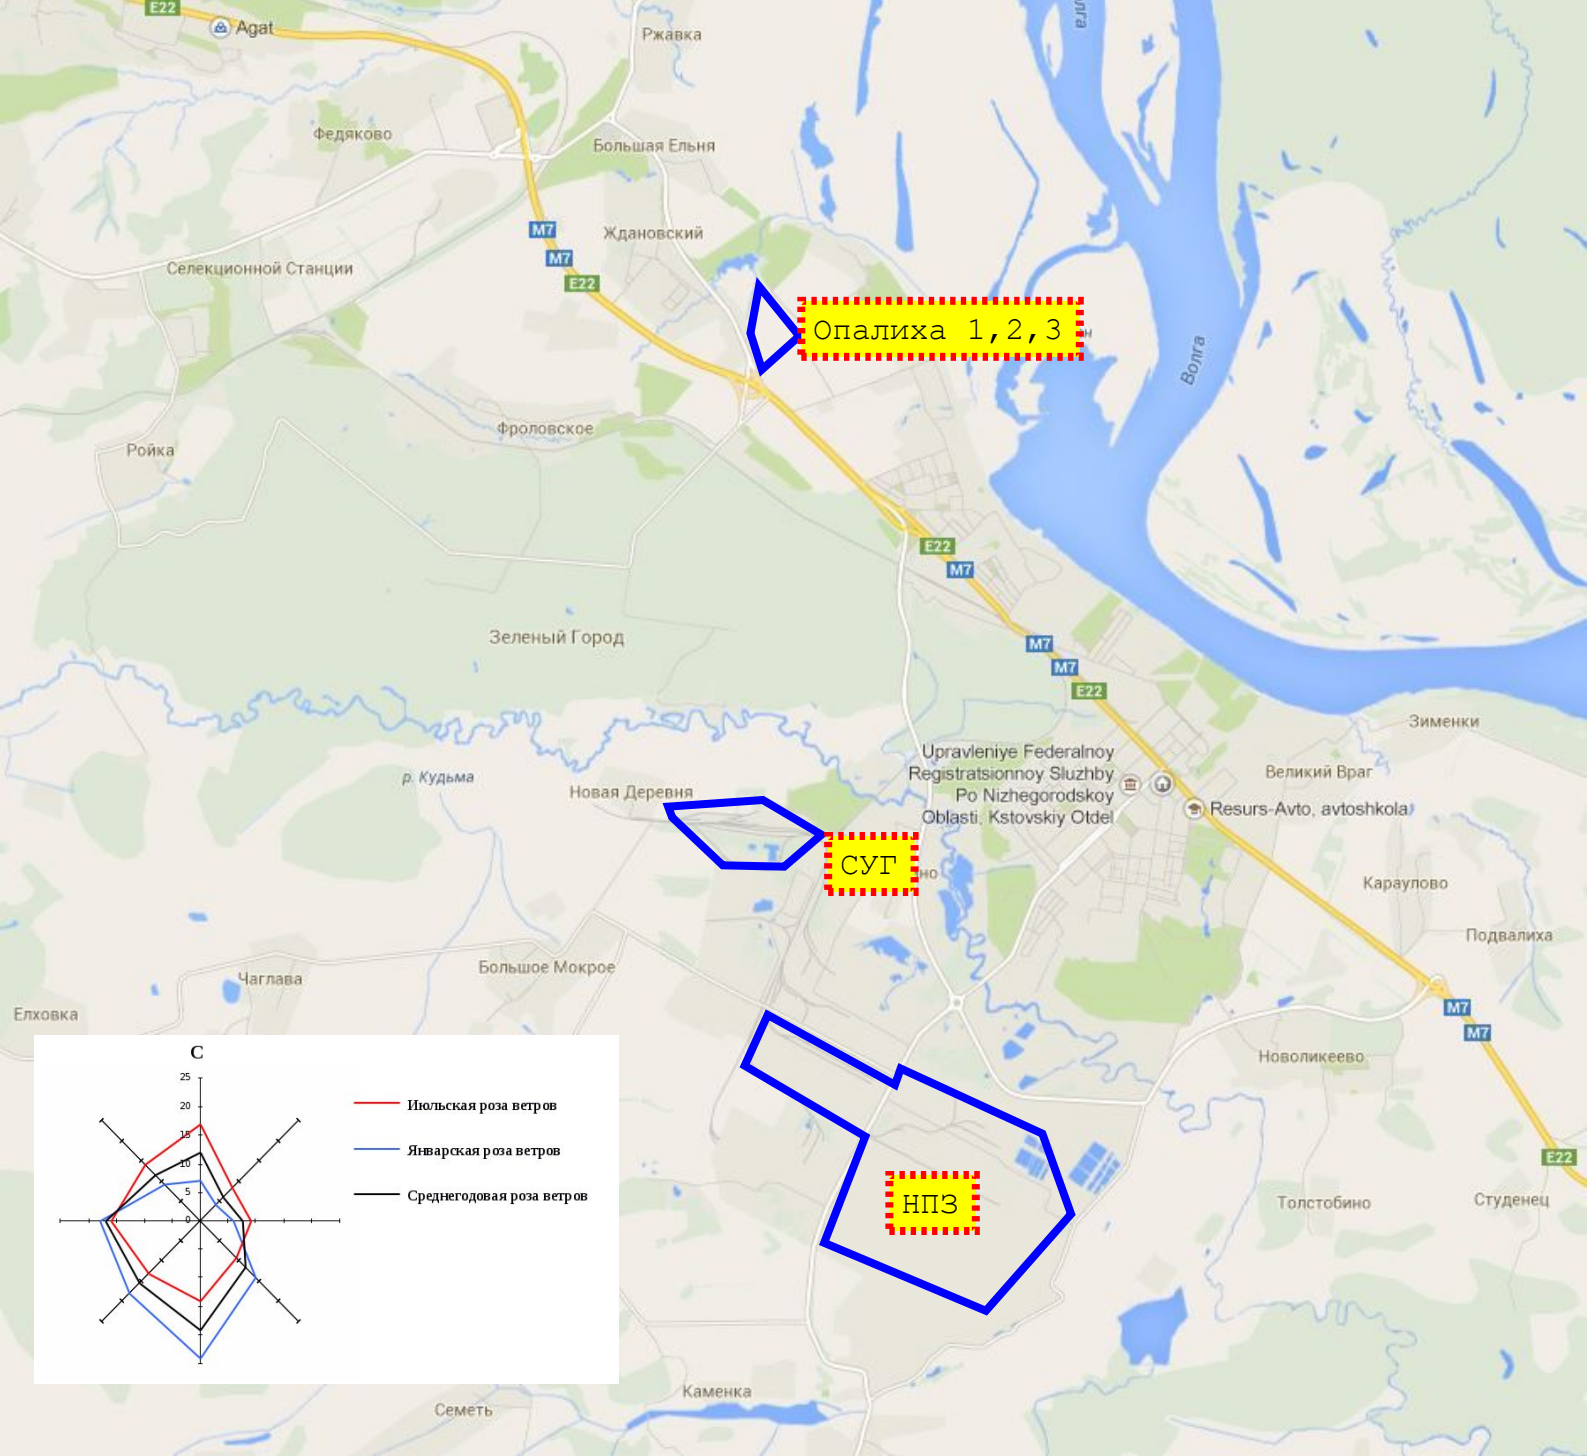 E22
Agat
Ржавка
Федяково
Большая Ельня
M7
Ждановский
M7
Селекционной Станции
E22
Опалиха 1,2,3
н
Волга
Фроловское
Ройка
E22
M7
Зеленый Город
M7
M7
E22
Зименки
Upravleniye Federalnoy
Registratsionnoy Sluzhby
Po Nizhegorodskoy
Oblasti, Kstovskiy Otdel
Великий Враг
р. Кудьма
Новая Деревня
Resurs-Avto, avtoshkola
СУГ
но
Караулово
Подвалиха
Большое Мокрое
Чаглава
M7
Елховка
M7
Новоликеево
С
25
20
15
10
5
0
Июльская роза ветров
Январская роза ветров
Среднегодовая роза ветров
E22
НПЗ
Толстобино
Студенец
Каменка
Семеть